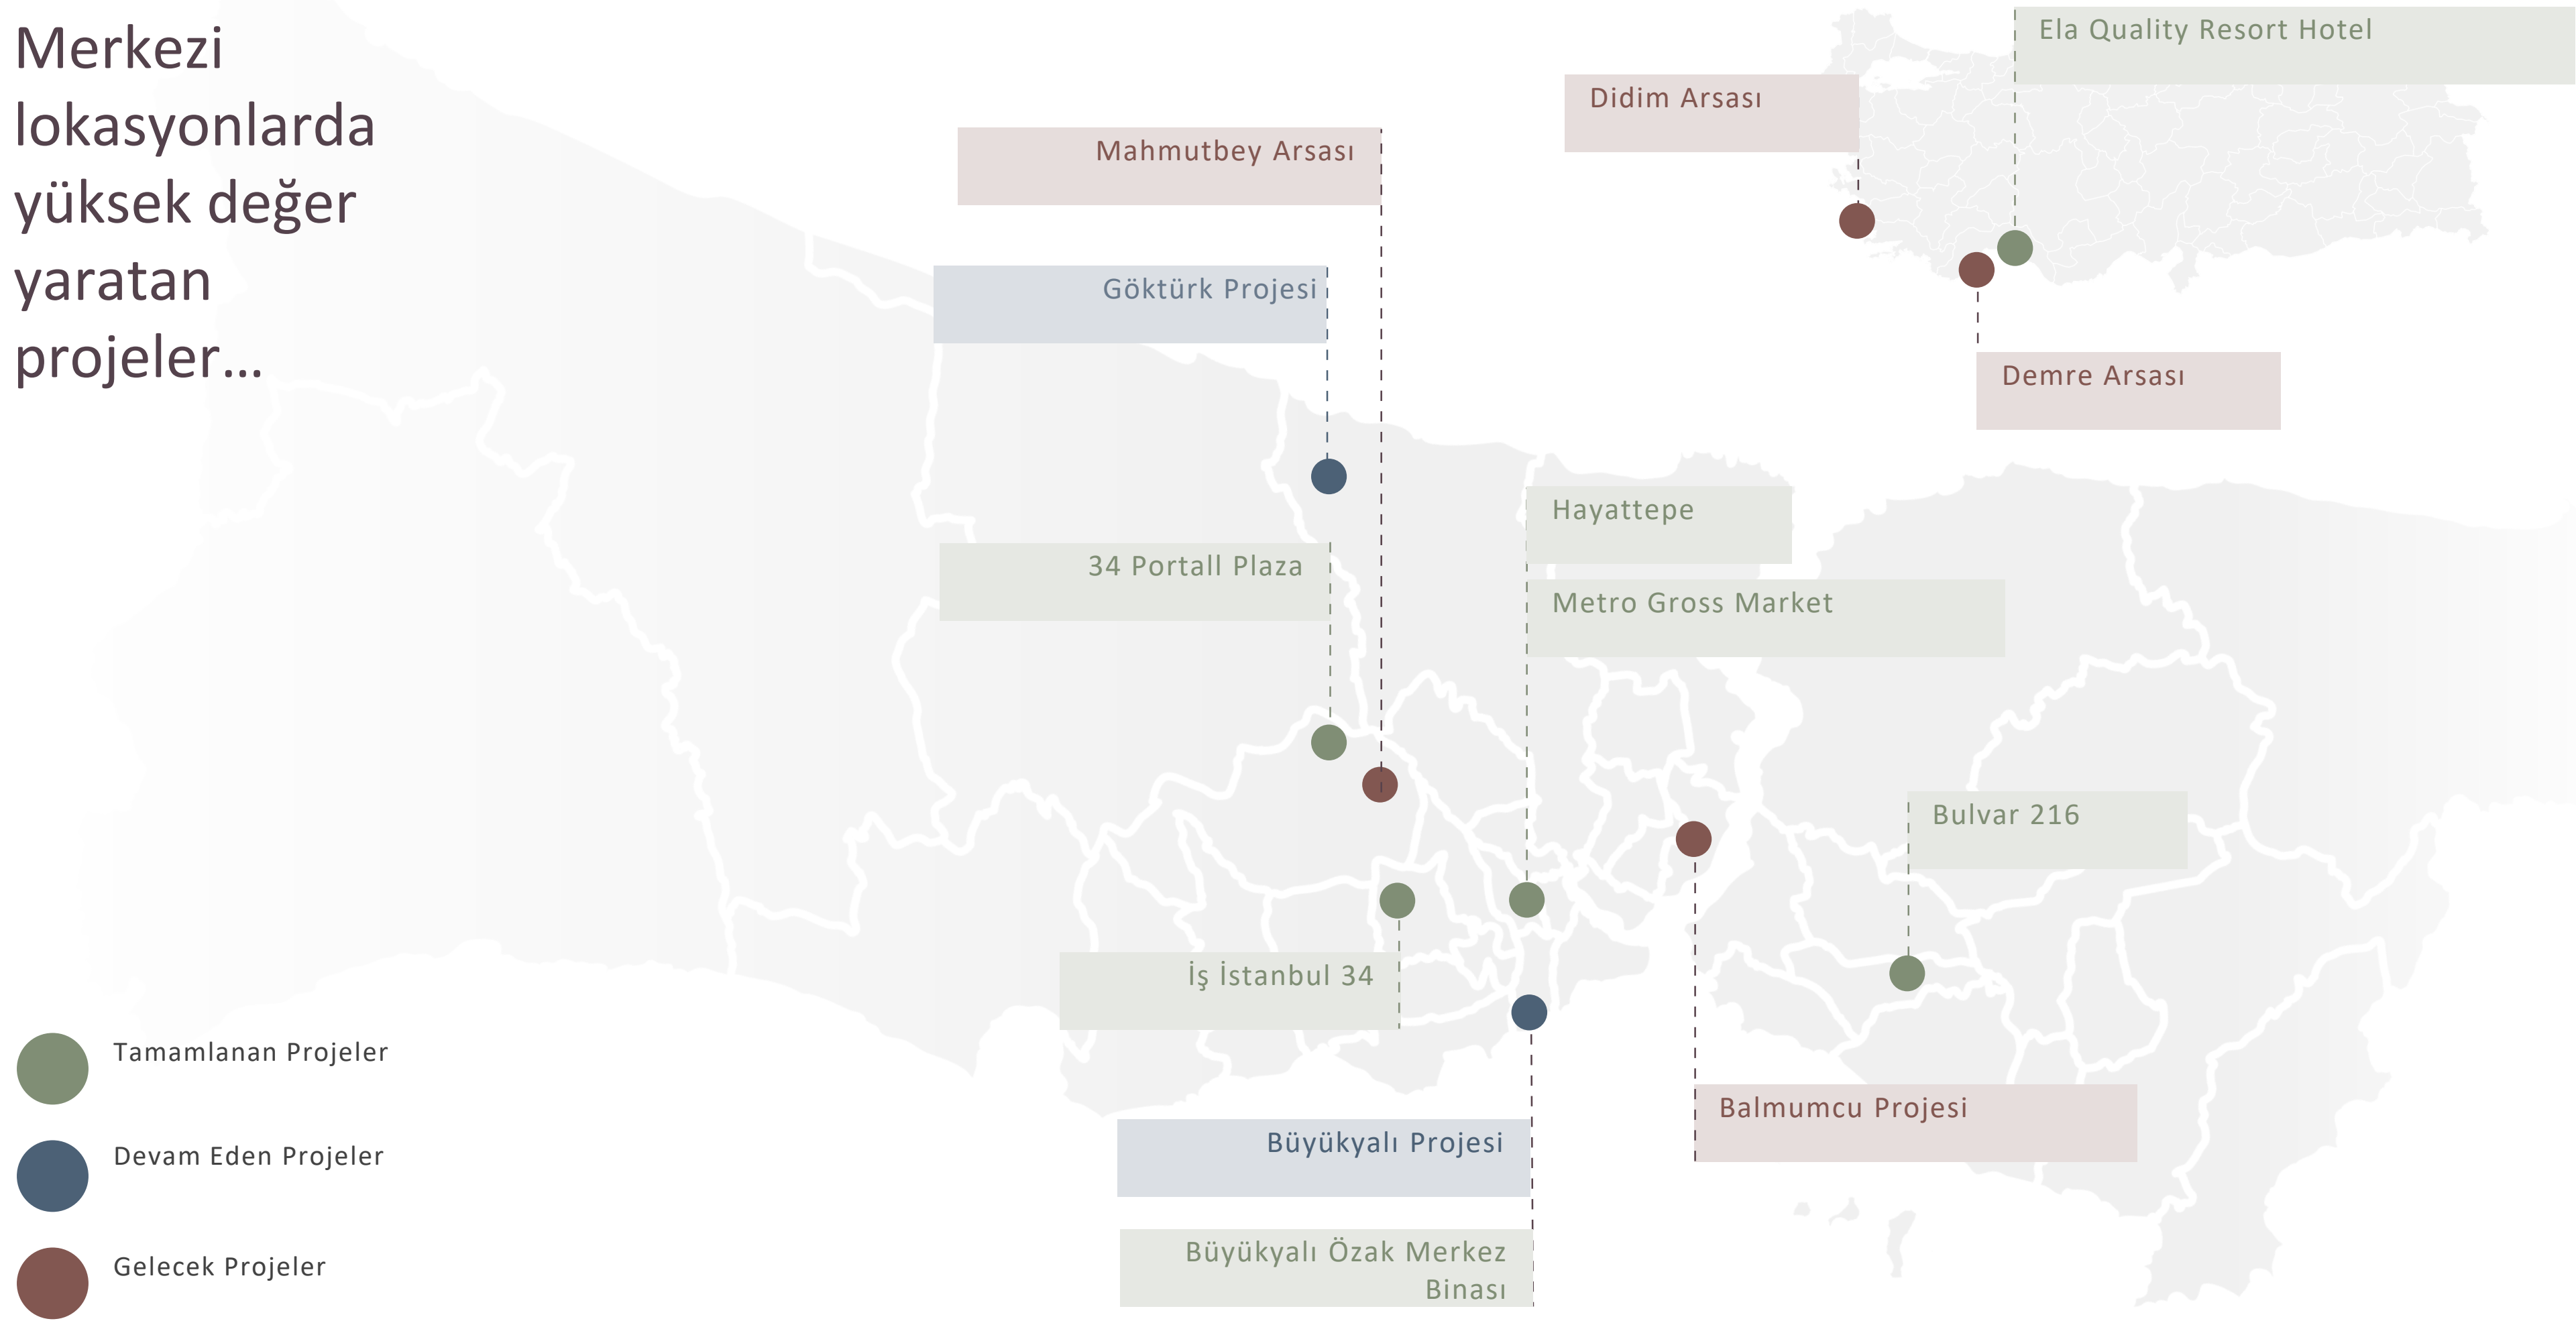 Merkezi
lokasyonlarda
yüksek değer
yaratan
projeler...
Ela Quality Resort Hotel
Didim Arsası
Mahmutbey Arsası
Göktürk Projesi
Demre Arsası
Hayattepe
34 Portall Plaza
Metro Gross Market
Bulvar 216
İş İstanbul 34
Balmumcu Projesi
Büyükyalı Projesi
Büyükyalı Özak Merkez
Binası
Tamamlanan Projeler
Devam Eden Projeler
Gelecek Projeler